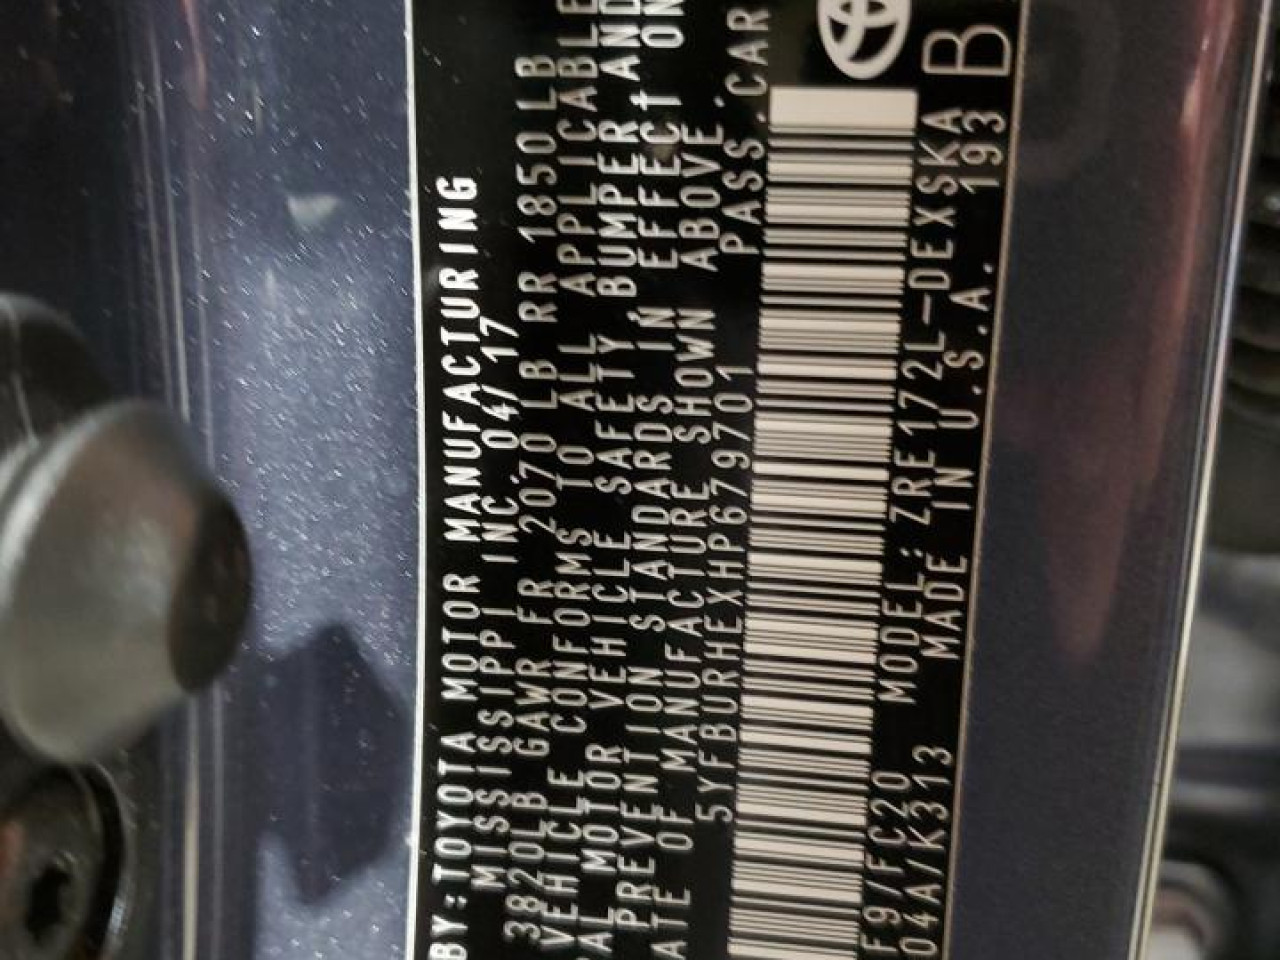 BY:TOYOTA MOTOR MANUFACTURING
MISSISSIPPI INC. 04/17
3820LB GAWR FR 2070 LB RR 1850LB
VEHICLE CONFORMS TO ALL APPLICABLE
AL MOTOR VEHICLE SAFETY, BUMPER AND
PREVENTION STANDARDS IN EFFECT ON
ATE OF MANUFACTURE SHOWN ABOVE.
5YFBURHEXHP679701 PASS.CAR
F9/FC20 MODEL: ZRE172L-DEXSKA
04A/K313 MADE IN U.S.A. 193 B